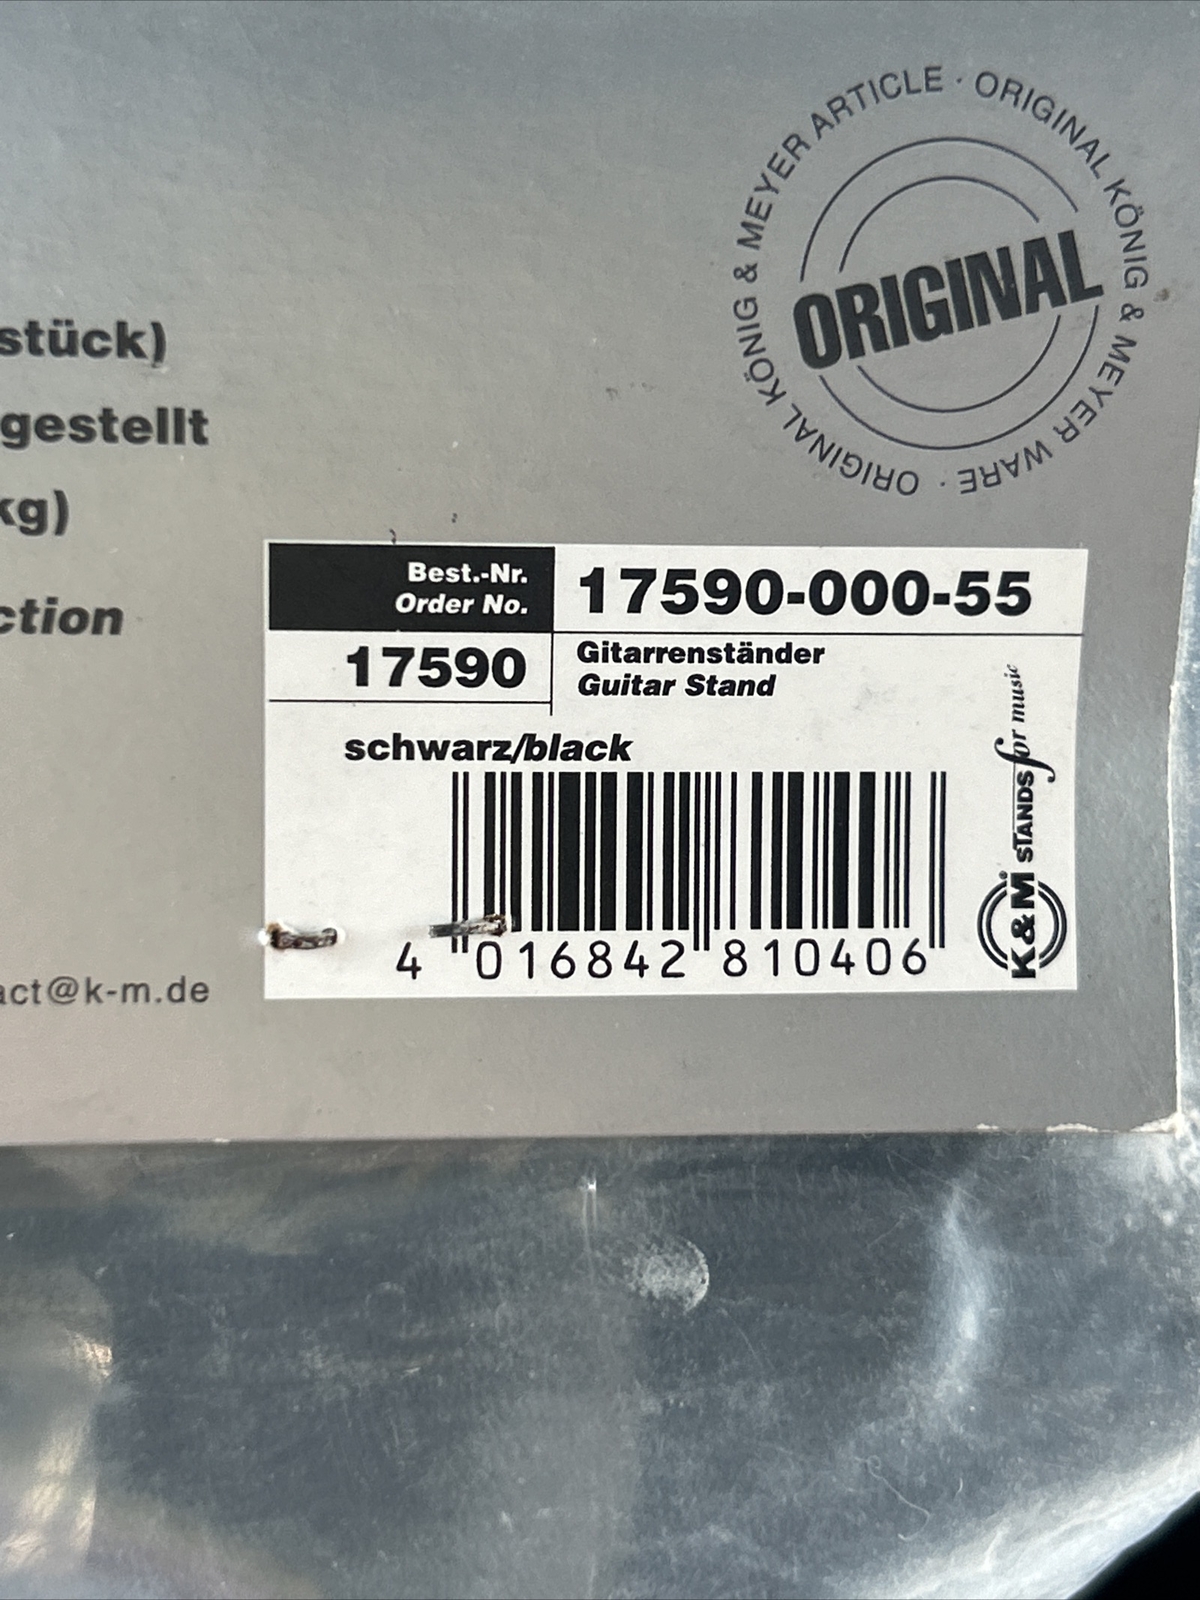 ORIGINAL KÖNIG & MEYER ARTICLE · ORIGINAL KÖNIG & MEYER WARE ·
ORIGINAL
stück)
gestellt
kg)
ction
Best.-Nr.
Order No.
17590-000-55
17590
Gitarrenständer
Guitar Stand
schwarz/black
4 016842 810406
K&M® STANDS for music
act@k-m.de